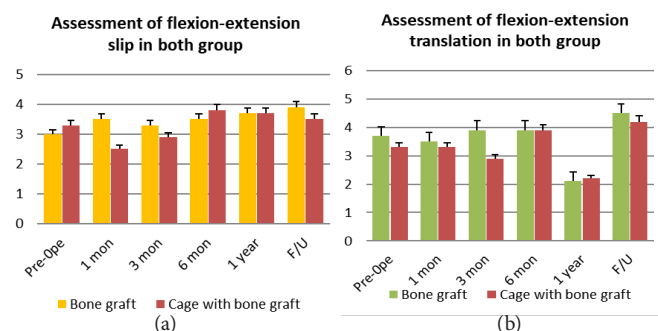 Assessment of flexion-extension
slip in both group
5
4
3
2
1
0
Pre-Ope
1 mon
3 mon
6 mon
1 year
F/U
Bone graft
Cage with bone graft
(a)
Assessment of flexion-extension
translation in both group
6
5
4
3
2
1
0
Pre-Ope
1 mon
3 mon
6 mon
1 year
F/U
Bone graft
Cage with bone graft
(b)